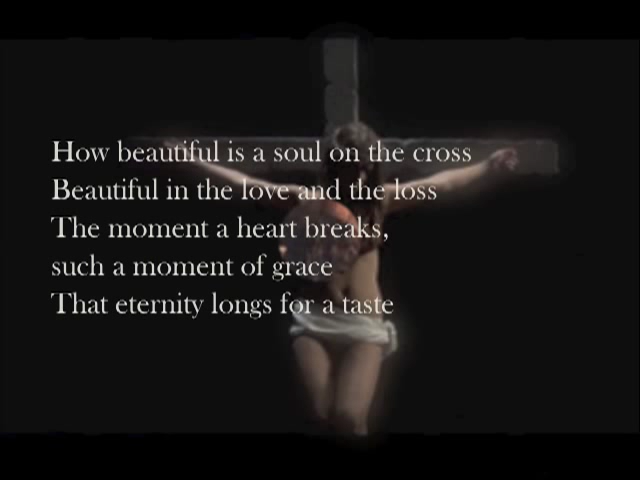 How beautiful is a soul on the cross
Beautiful in the love and the loss
The moment a heart breaks,
such a moment of grace
That eternity longs for a taste